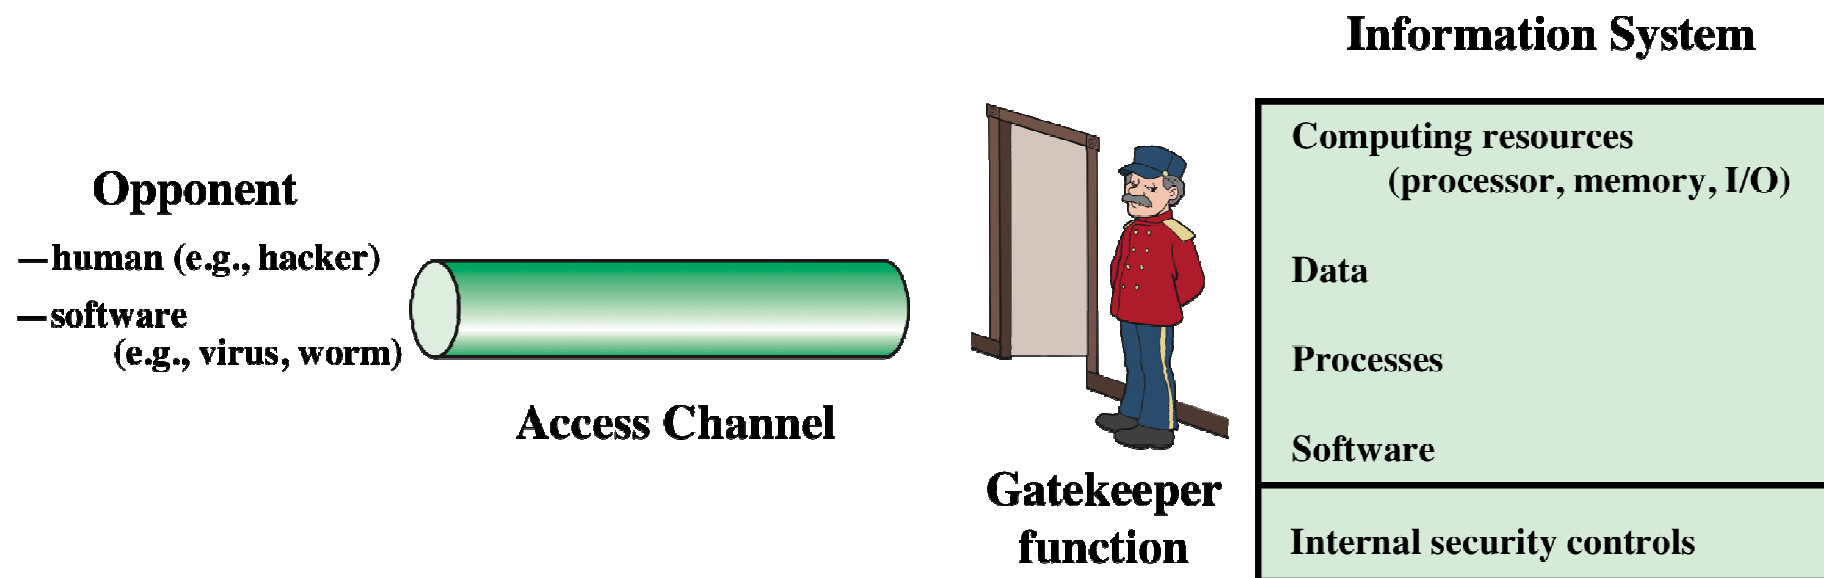 Information System
Opponent
—human (e.g., hacker)
—software
(e.g., virus, worm)
Access Channel
Gatekeeper
function
Computing resources
(processor, memory, I/O)
Data
Processes
Software
Internal security controls